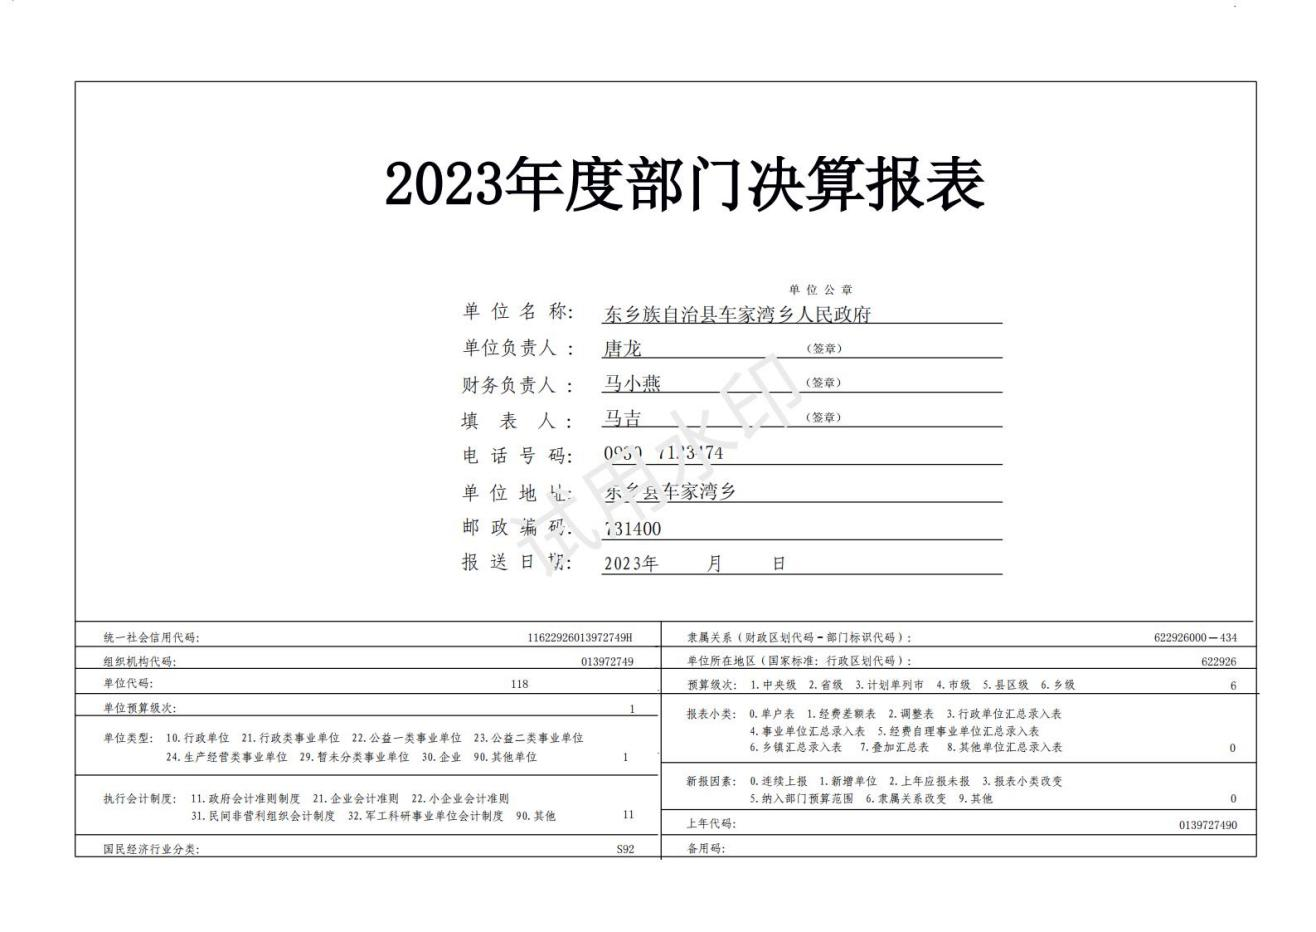 2023年度部门决算报表
单位公章
单位名称: 东乡族自治县车家湾乡人民政府
单位负责人: 唐龙 (签章)
财务负责人: 马小燕 (签章)
填表人: 马吉 (签章)
电话号码:
单位地址: 东乡县车家湾乡
邮政编码: 731400
报送日期: 2023年 月 日
试用水印
统一社会信用代码: 11622926013972749H
组织机构代码: 013972749
单位代码: 118
单位预算级次: 1
单位类型: 10.行政单位 21.行政类事业单位 22.公益一类事业单位 23.公益二类事业单位
24.生产经营类事业单位 29.暂未分类事业单位 30.企业 90.其他单位 1
执行会计制度: 11.政府会计准则制度 21.企业会计准则 22.小企业会计准则
31.民间非营利组织会计制度 32.军工科研事业单位会计制度 90.其他 11
国民经济行业分类: S92
隶属关系(财政区划代码-部门标识代码): 622926000-434
单位所在地区(国家标准: 行政区划代码): 622926
预算级次: 1.中央级 2.省级 3.计划单列市 4.市级 5.县区级 6.乡级 6
报表小类: 0.单户表 1.经费差额表 2.调整表 3.行政单位汇总录入表
4.事业单位汇总录入表 5.经费自理事业单位汇总录入表
6.乡镇汇总录入表 7.叠加汇总表 8.其他单位汇总录入表 0
新报因素: 0.连续上报 1.新增单位 2.上年应报未报 3.报表小类改变
5.纳入部门预算范围 6.隶属关系改变 9.其他 0
上年代码: 0139727490
备用码: